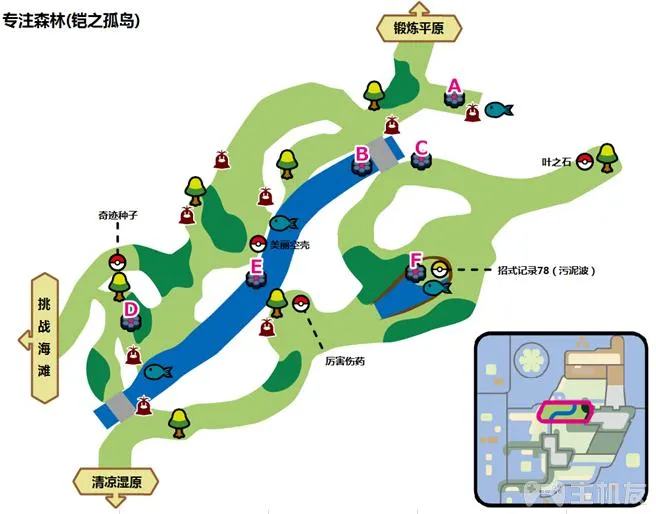 专注森林(铠之孤岛)
锻炼平原
A
B
C
叶之石
奇迹种子
美丽空壳
E
F
招式记录78（污泥波）
D
挑战海滩
厉害伤药
清凉湿原
主机友